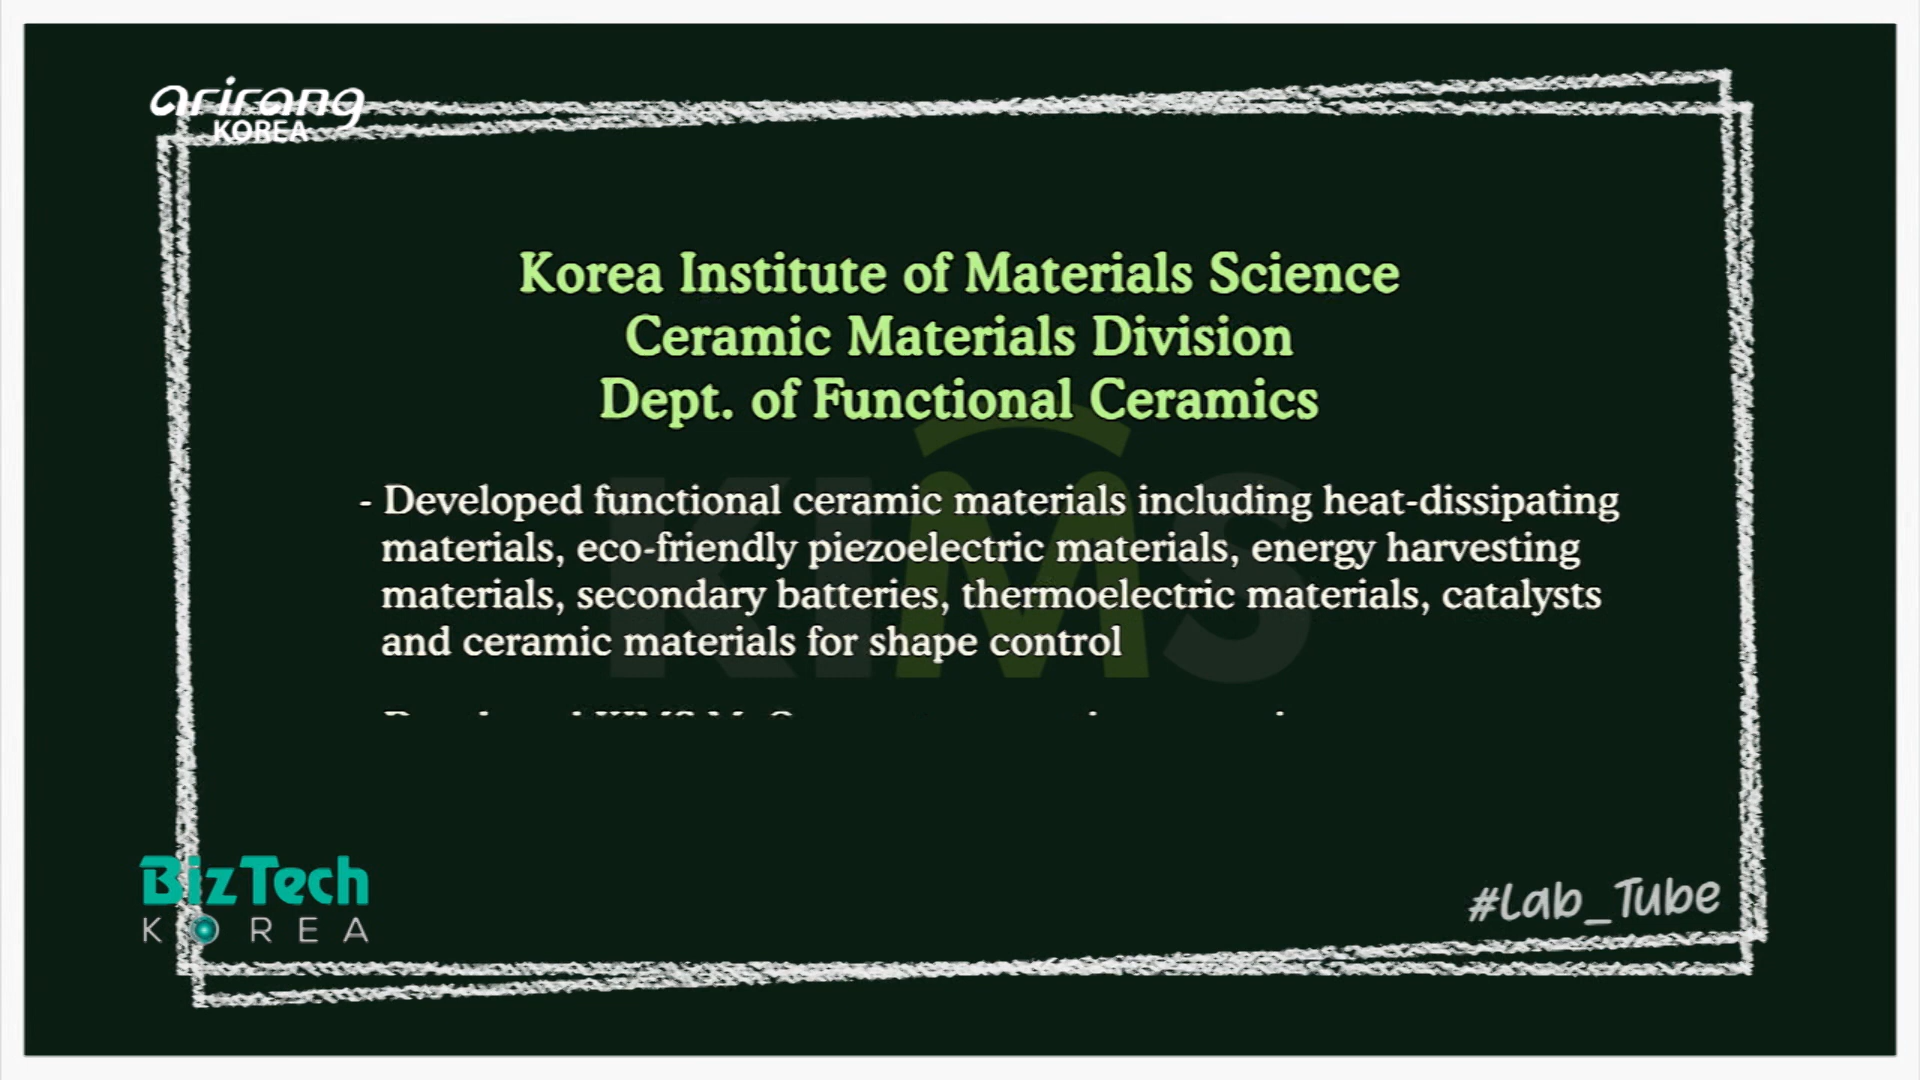 arirang
KOREA
Korea Institute of Materials Science
Ceramic Materials Division
Dept. of Functional Ceramics
- Developed functional ceramic materials including heat-dissipating
materials, eco-friendly piezoelectric materials, energy harvesting
materials, secondary batteries, thermoelectric materials, catalysts
and ceramic materials for shape control
KIMS
BizTech
KOREA
#Lab_Tube